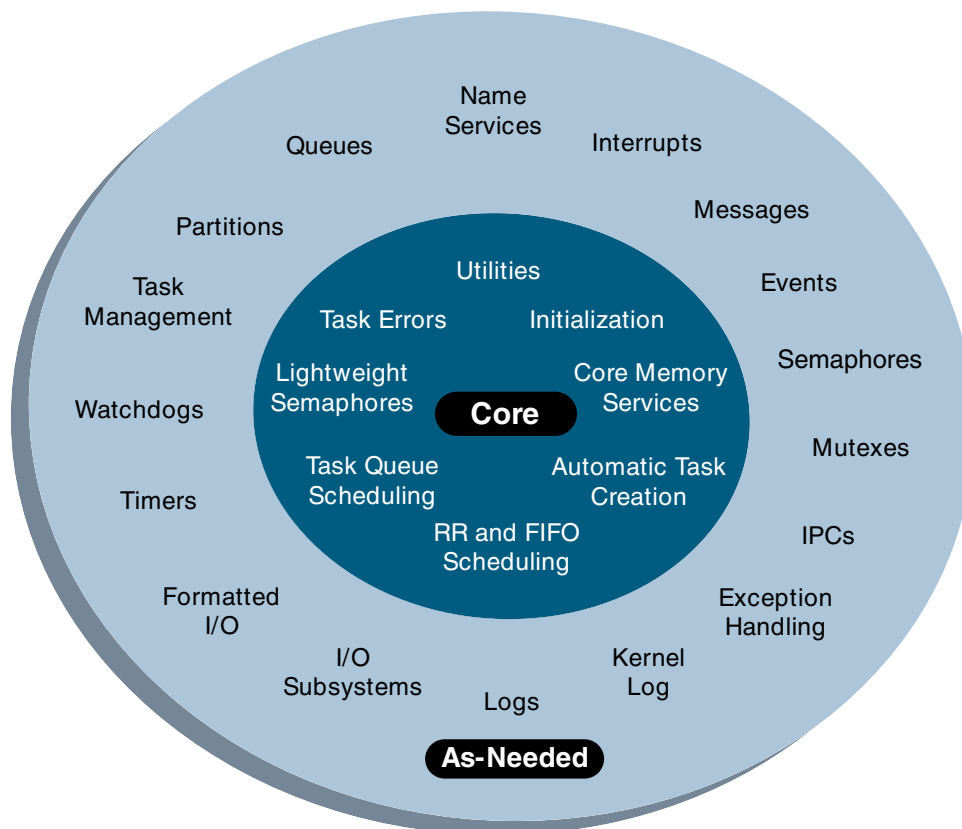 Name
Services
Queues
Interrupts
Partitions
Messages
Task
Management
Events
Semaphores
Watchdogs
Mutexes
Timers
IPCs
Formatted
I/O
Exception
Handling
I/O
Subsystems
Kernel
Log
Logs
As-Needed
Utilities
Task Errors
Initialization
Lightweight
Semaphores
Core Memory
Services
Core
Task Queue
Scheduling
Automatic Task
Creation
RR and FIFO
Scheduling